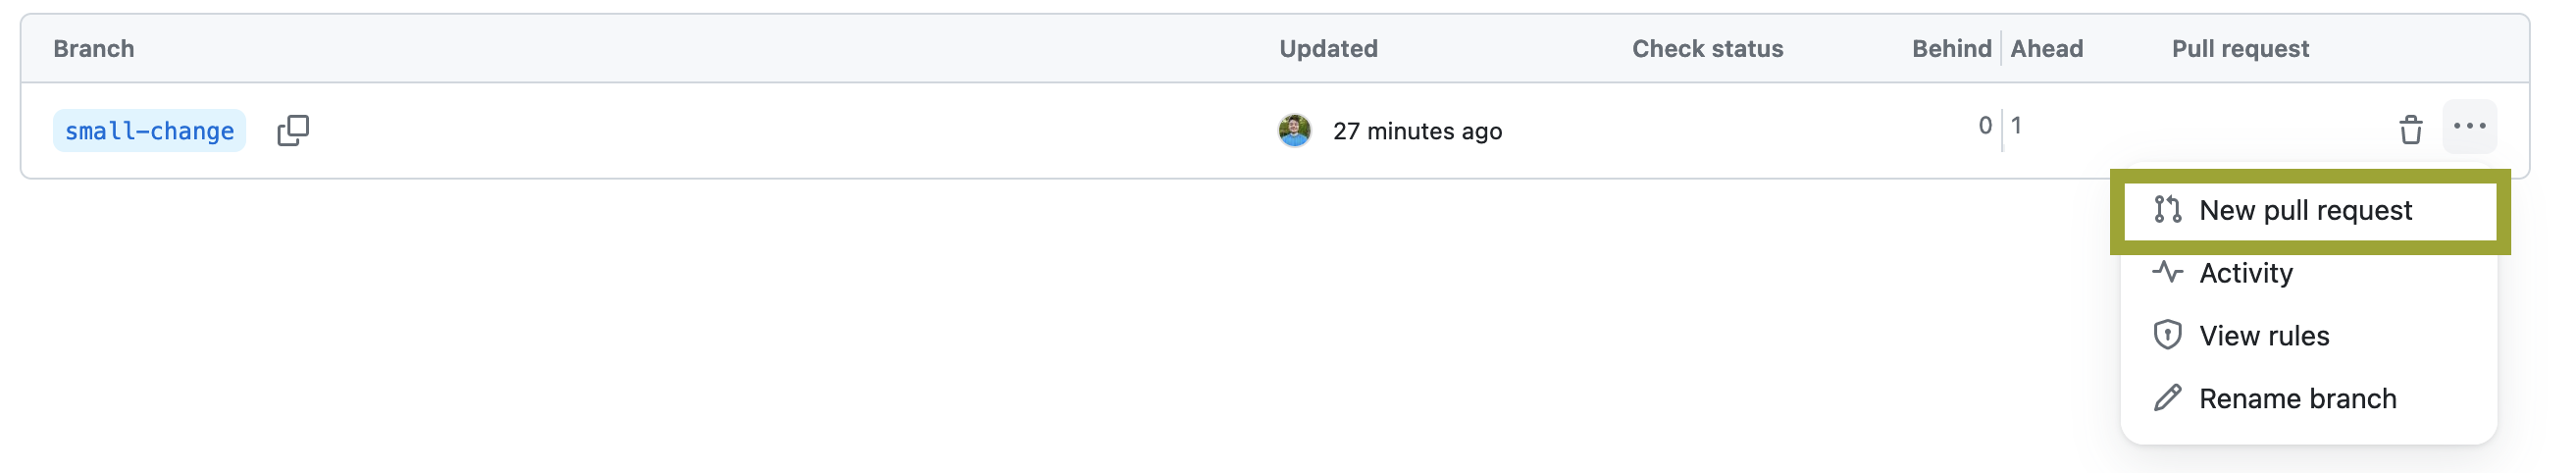 Branch Updated Check status Behind Ahead Pull request
small-change 27 minutes ago 0 1
New pull request
Activity
View rules
Rename branch